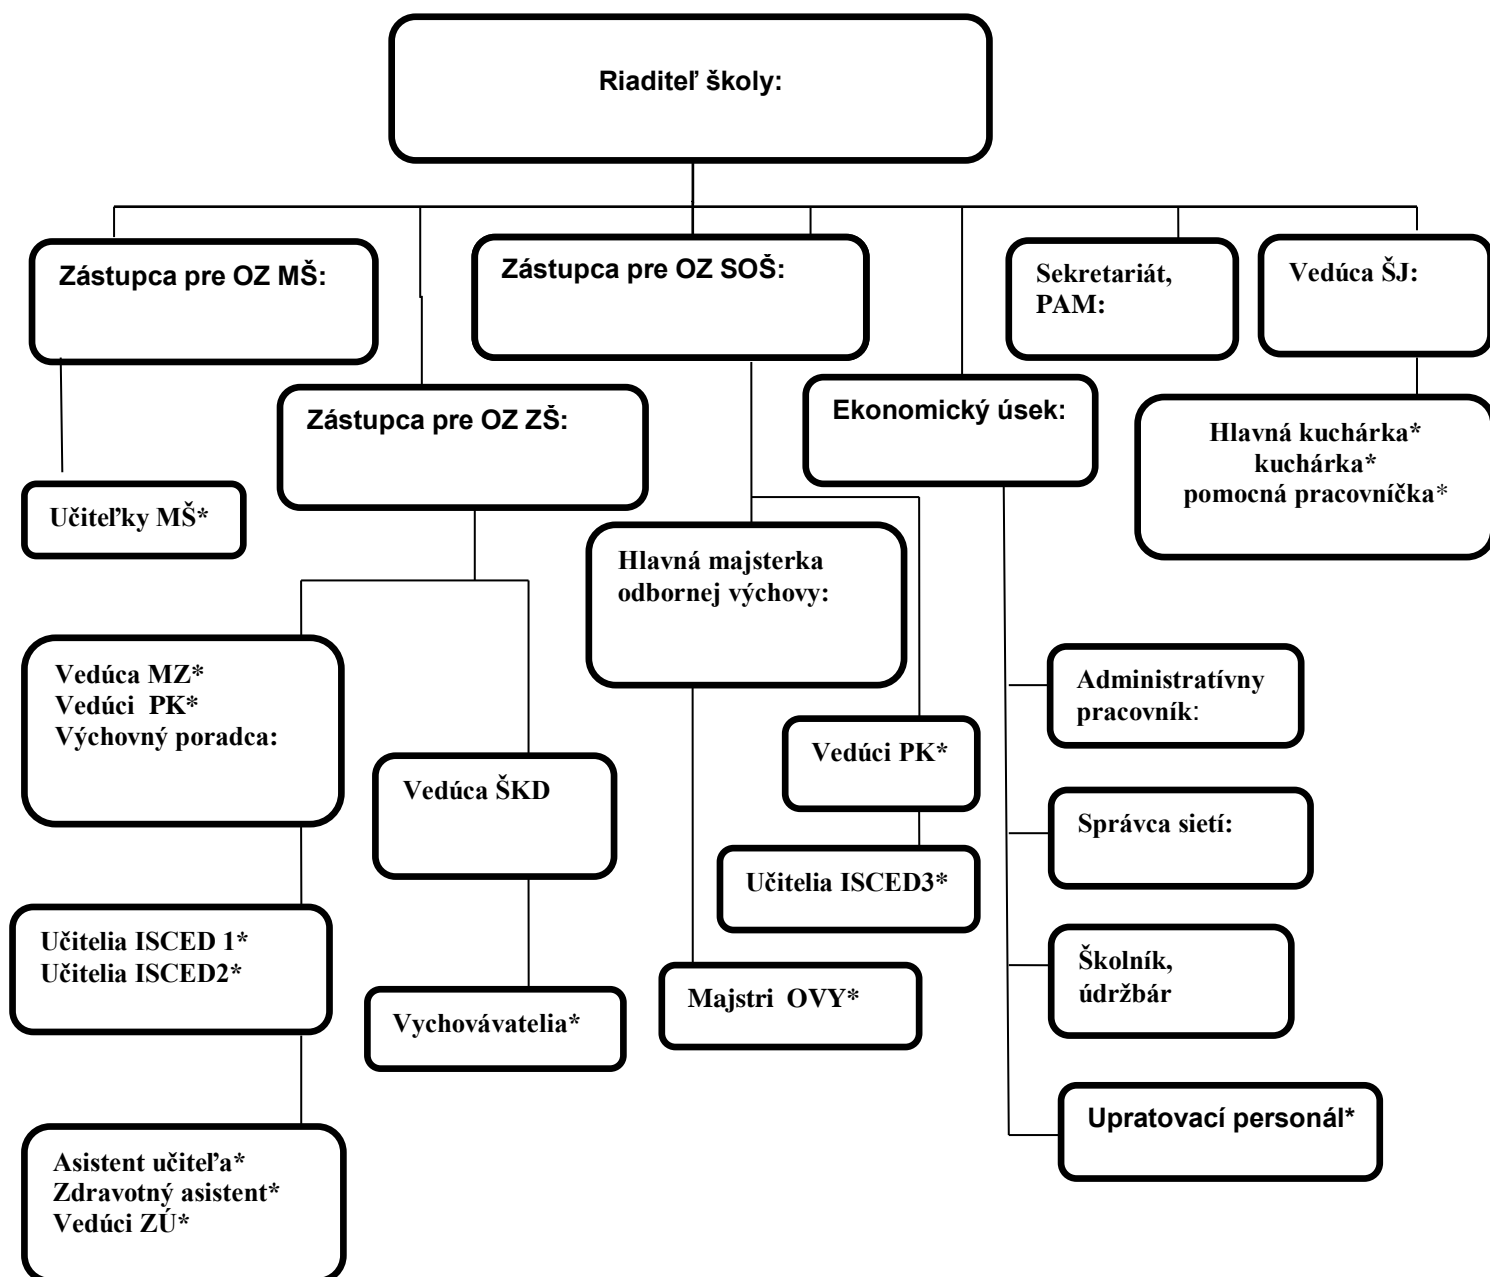 Riaditeľ školy:
Zástupca pre OZ MŠ:
Zástupca pre OZ SOŠ:
Sekretariát,
PAM:
Vedúca ŠJ:
Zástupca pre OZ ZŠ:
Ekonomický úsek:
Hlavná kuchárka*
kuchárka*
pomocná pracovníčka*
Učiteľky MŠ*
Hlavná majsterka
odbornej výchovy:
Vedúca MZ*
Vedúci  PK*
Výchovný poradca:
Vedúca ŠKD
Vedúci PK*
Administratívny
pracovník:
Správca sietí:
Učitelia ISCED3*
Učitelia ISCED 1*
Učitelia ISCED2*
Vychovávatelia*
Majstri  OVY*
Školník,
údržbár
Upratovací personál*
Asistent učiteľa*
Zdravotný asistent*
Vedúci ZÚ*